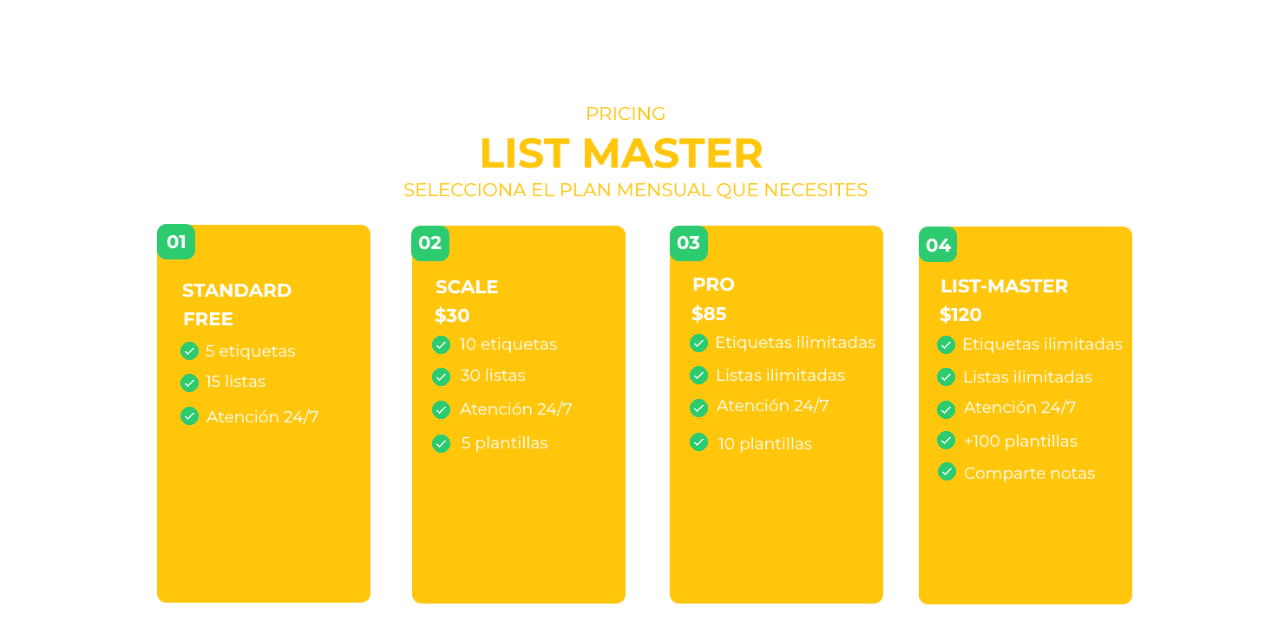 PRICING
LIST MASTER
SELECCIONA EL PLAN MENSUAL QUE NECESITES
01
STANDARD
FREE
5 etiquetas
15 listas
Atención 24/7
02
SCALE
$30
10 etiquetas
30 listas
Atención 24/7
5 plantillas
03
PRO
$85
Etiquetas ilimitadas
Listas ilimitadas
Atención 24/7
10 plantillas
04
LIST-MASTER
$120
Etiquetas ilimitadas
Listas ilimitadas
Atención 24/7
+100 plantillas
Comparte notas